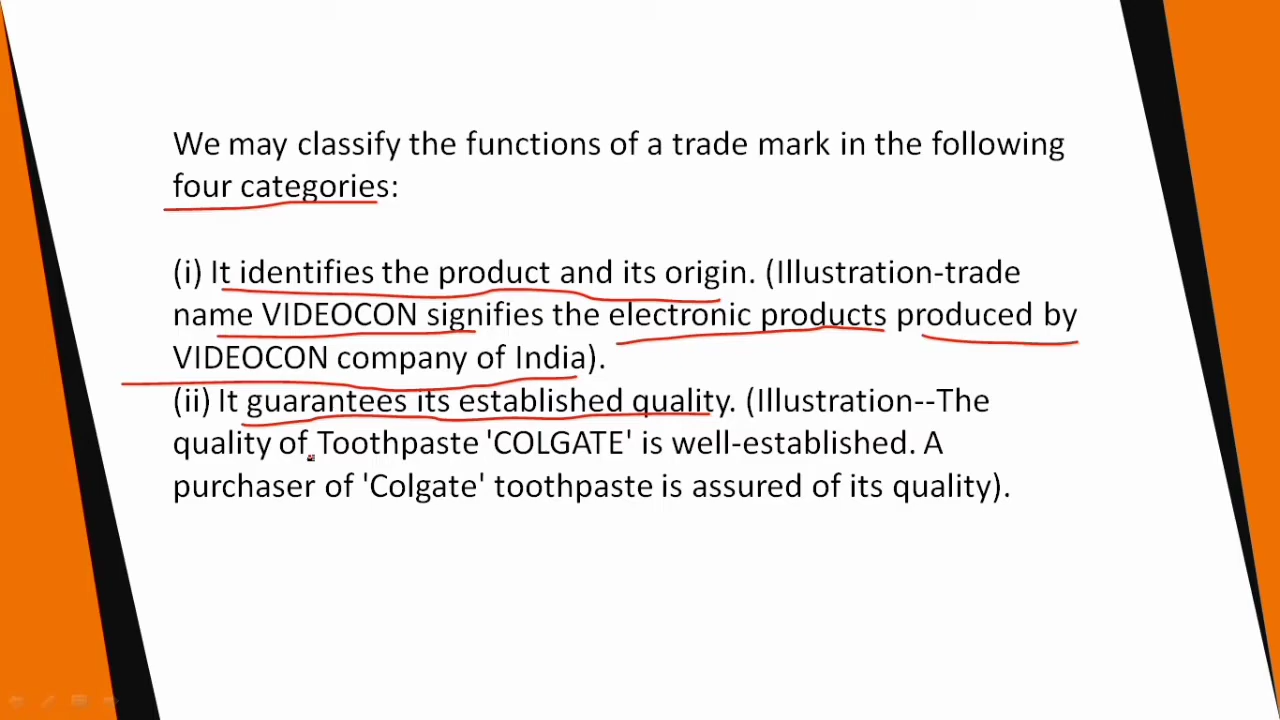 We may classify the functions of a trade mark in the following
four categories:
(i) It identifies the product and its origin. (Illustration-trade
name VIDEOCON signifies the electronic products produced by
VIDEOCON company of India).
(ii) It guarantees its established quality. (Illustration--The
quality of Toothpaste 'COLGATE' is well-established. A
purchaser of 'Colgate' toothpaste is assured of its quality).